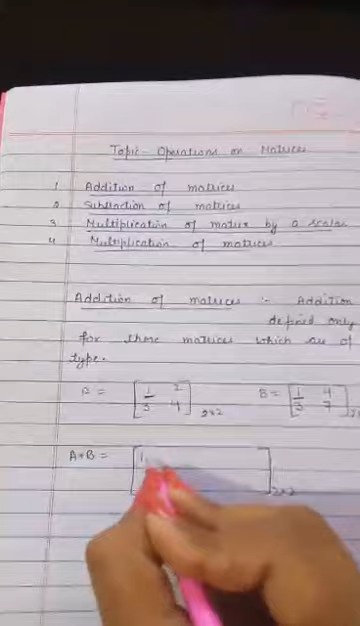 Topic - Operations on Matrices
1 Addition of matrices
2 Subtraction of matrices
3 Multiplication of matrix by a scalar
4 Multiplication of matrices
Addition of matrices :- Addition
defined only
for those matrices which are of
type.
A = [1 2 3 4] 2×2 B = [1 4 3 7] 2
A+B = [1 ] 2×2